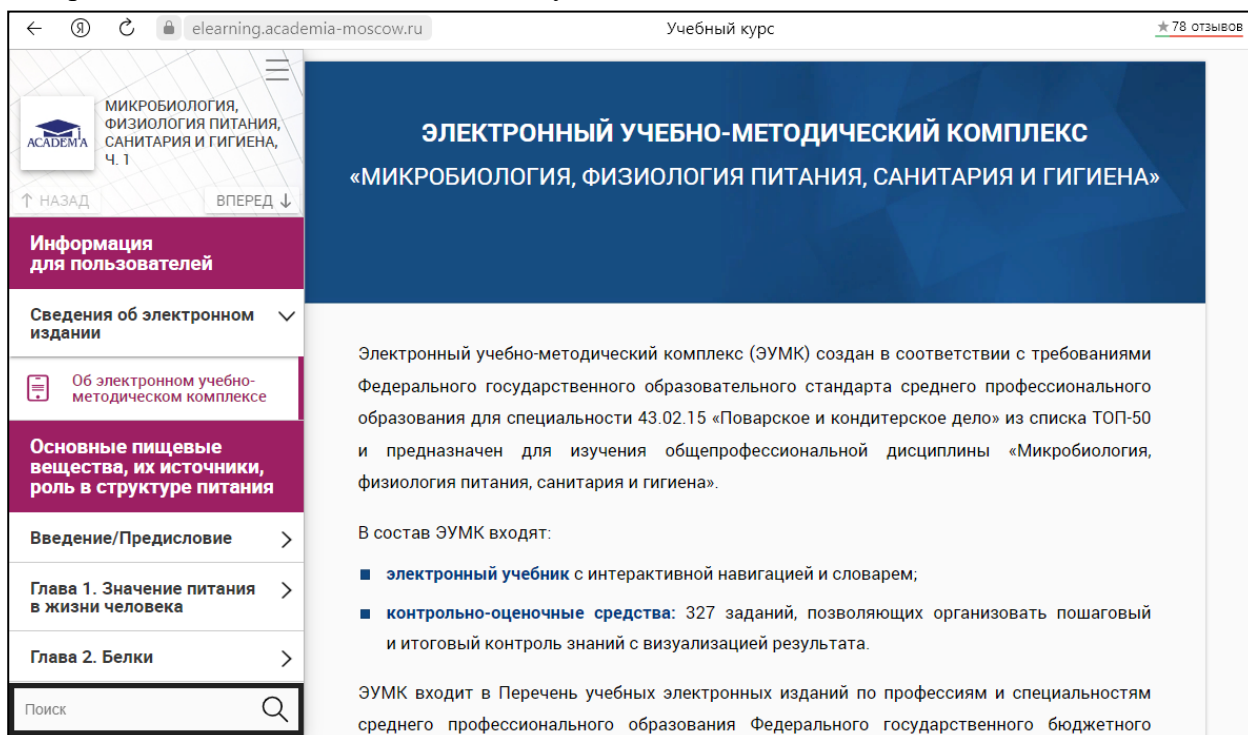 elearning.academia-moscow.ru
Учебный курс
78 отзывов
ACADEM'A
МИКРОБИОЛОГИЯ,
ФИЗИОЛОГИЯ ПИТАНИЯ,
САНИТАРИЯ И ГИГИЕНА,
Ч. 1
↑ НАЗАД
ВПЕРЕД ↓
Информация
для пользователей
Сведения об электронном
издании
Об электронном учебно-
методическом комплексе
Основные пищевые
вещества, их источники,
роль в структуре питания
Введение/Предисловие
Глава 1. Значение питания
в жизни человека
Глава 2. Белки
Поиск
ЭЛЕКТРОННЫЙ УЧЕБНО-МЕТОДИЧЕСКИЙ КОМПЛЕКС
«МИКРОБИОЛОГИЯ, ФИЗИОЛОГИЯ ПИТАНИЯ, САНИТАРИЯ И ГИГИЕНА»
Электронный учебно-методический комплекс (ЭУМК) создан в соответствии с требованиями
Федерального государственного образовательного стандарта среднего профессионального
образования для специальности 43.02.15 «Поварское и кондитерское дело» из списка ТОП-50
и предназначен для изучения общепрофессиональной дисциплины «Микробиология,
физиология питания, санитария и гигиена».
В состав ЭУМК входят:
электронный учебник с интерактивной навигацией и словарем;
контрольно-оценочные средства: 327 заданий, позволяющих организовать пошаговый
и итоговый контроль знаний с визуализацией результата.
ЭУМК входит в Перечень учебных электронных изданий по профессиям и специальностям
среднего профессионального образования Федерального государственного бюджетного